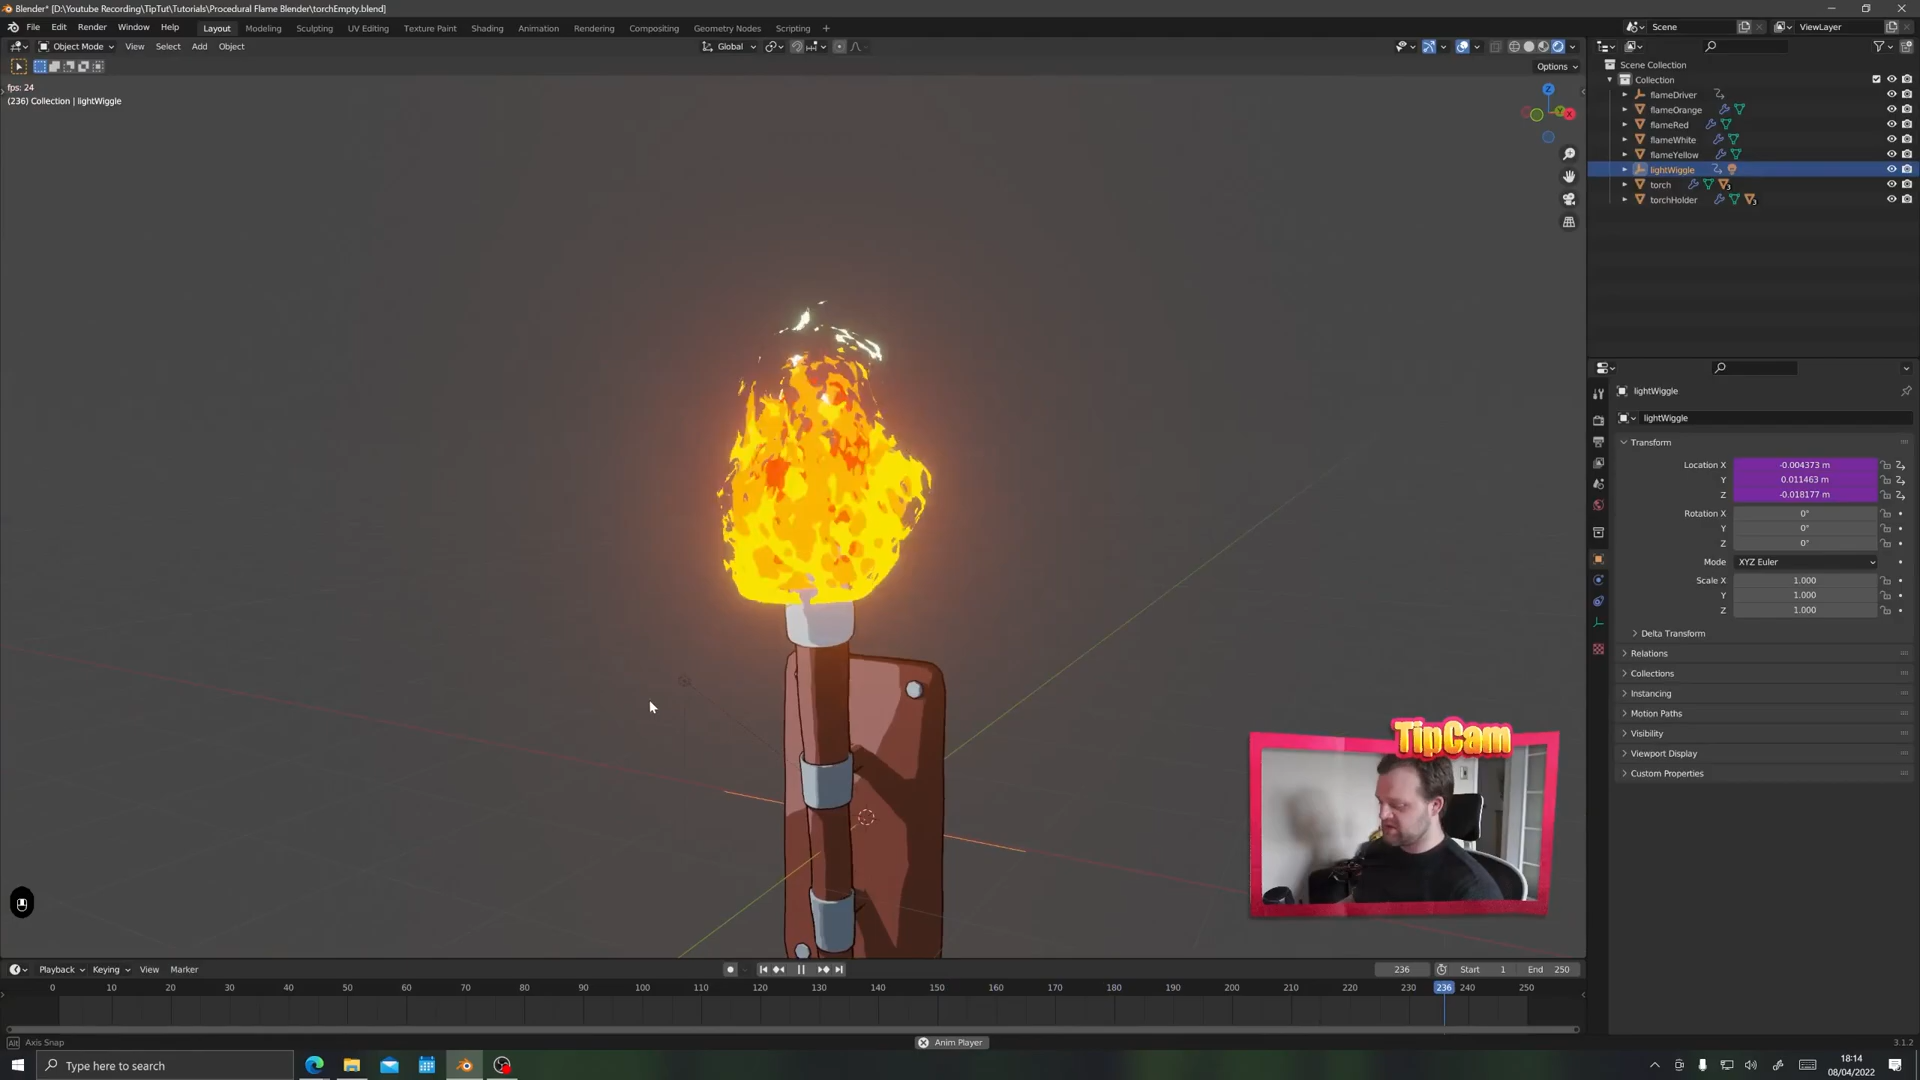 Blender* [D:\Youtube Recording\TipTut\Tutorials\Procedural Flame Blender\torchEmpty.blend]
File Edit Render Window Help Layout Modeling Sculpting UV Editing Texture Paint Shading Animation Rendering Compositing Geometry Nodes Scripting + Scene ViewLayer
Object Mode View Select Add Object Global
Options
fps: 24
(236) Collection | lightWiggle
Scene Collection
Collection
flameDriver
flameOrange
flameRed
flameWhite
flameYellow
lightWiggle
torch 3
torchHolder 3
Z
Y
X
lightWiggle
lightWiggle
Transform
Location X -0.004373 m
Y 0.011463 m
Z -0.018177 m
Rotation X 0°
Y 0°
Z 0°
Mode XYZ Euler
Scale X 1.000
Y 1.000
Z 1.000
Delta Transform
Relations
Collections
Instancing
Motion Paths
Visibility
Viewport Display
Custom Properties
TipCam
Playback Keying View Marker 236 Start 1 End 250
0 10 20 30 40 50 60 70 80 90 100 110 120 130 140 150 160 170 180 190 200 210 220 230 236 240 250
Alt Axis Snap Anim Player 3.1.2
Type here to search
18:14
08/04/2022